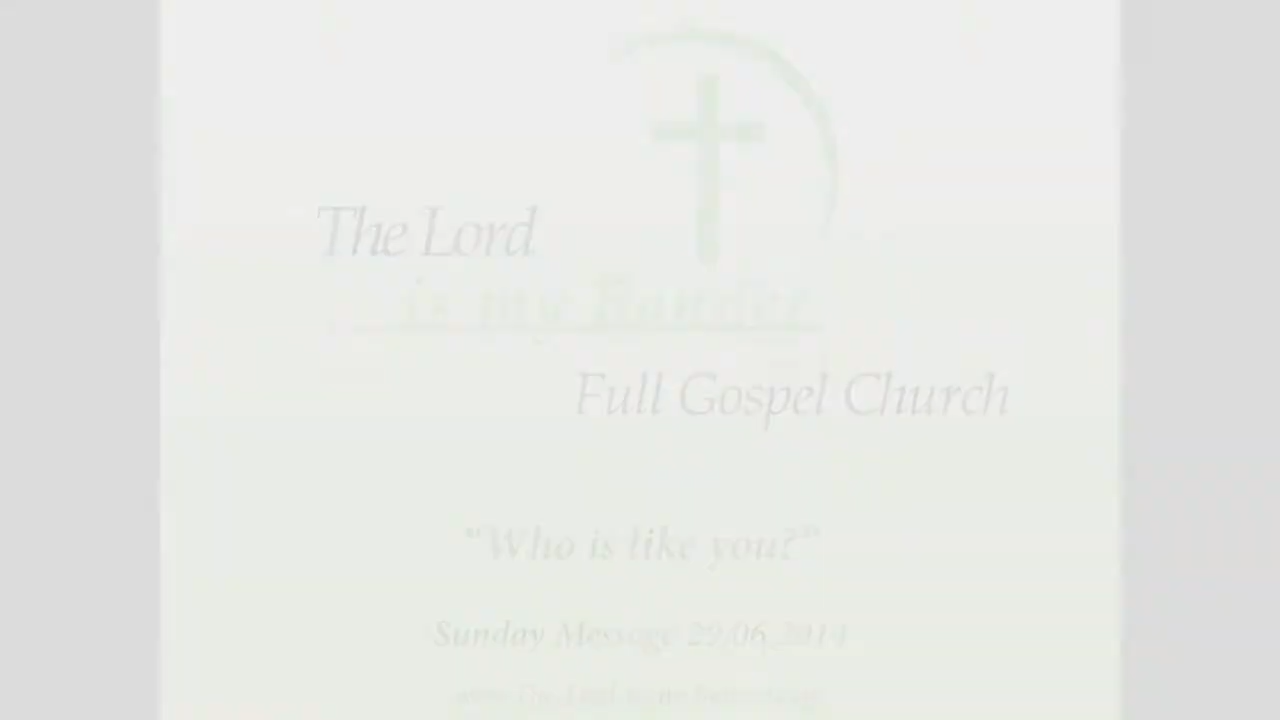 The Lord
is my Banner
Full Gospel Church
"Who is like you?"
Sunday Message 29.06.2014